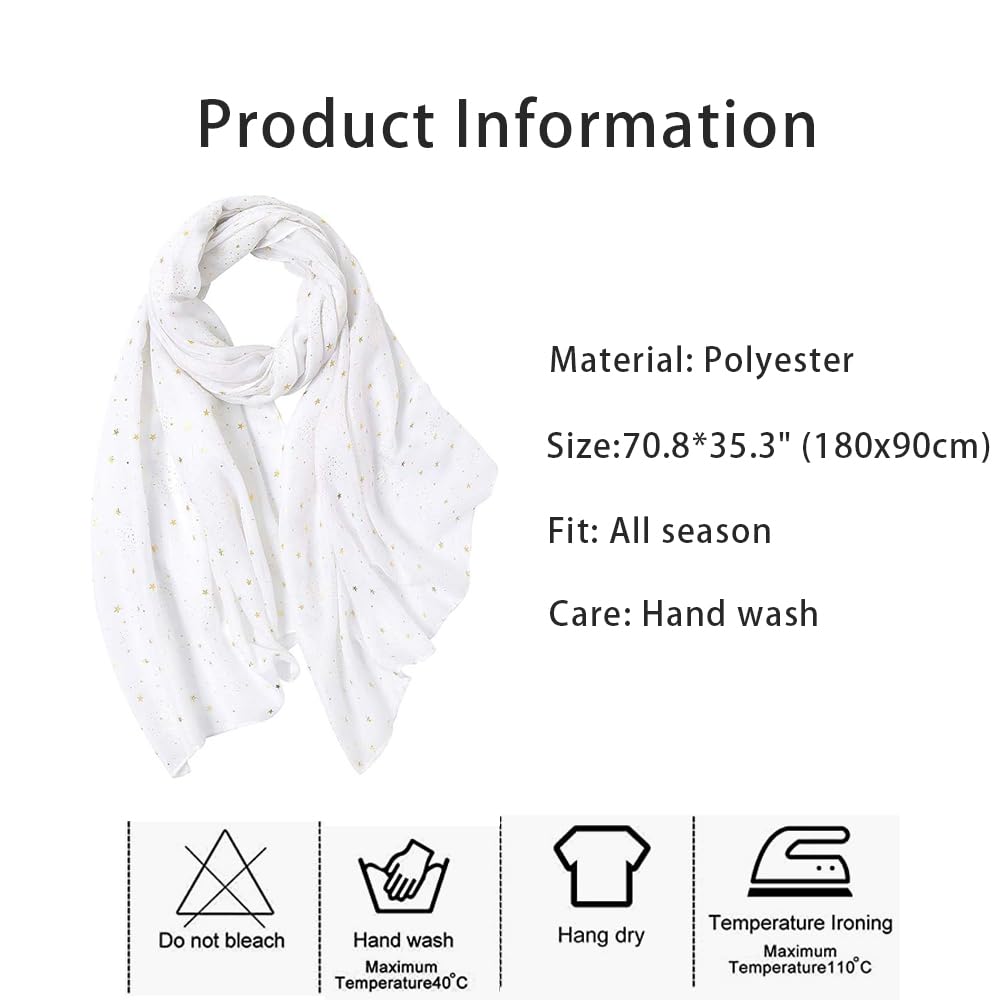 Product Information
Material: Polyester
Size:70.8*35.3" (180x90cm)
Fit: All season
Care: Hand wash
Do not bleach
Hand wash
Maximum
Temperature40°C
Hang dry
Temperature Ironing
Maximum
Temperature110°C